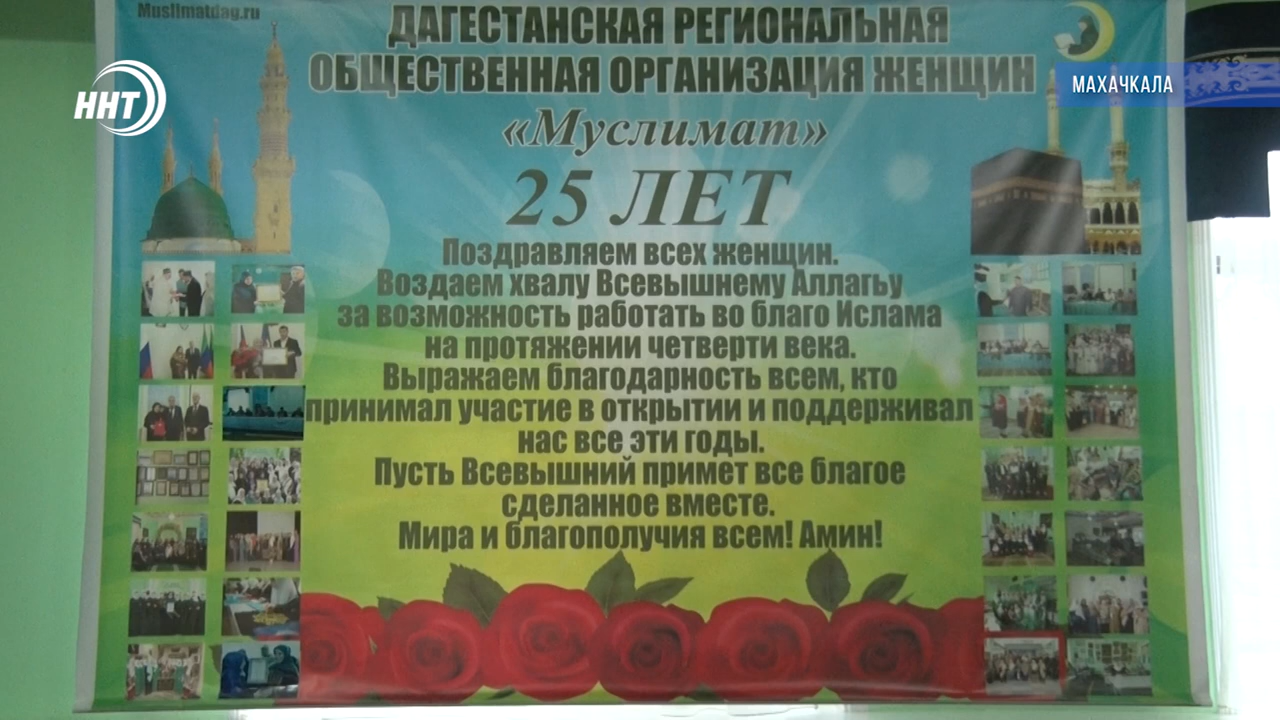 Muslimatdag.ru
ДАГЕСТАНСКАЯ РЕГИОНАЛЬНАЯ
ОБЩЕСТВЕННАЯ ОРГАНИЗАЦИЯ ЖЕНЩИН
«Муслимат»
25 ЛЕТ
ННТ
МАХАЧКАЛА
Поздравляем всех женщин.
Воздаем хвалу Всевышнему Аллагьу
за возможность работать во благо Ислама
на протяжении четверти века.
Выражаем благодарность всем, кто
принимал участие в открытии и поддерживал
нас все эти годы.
Пусть Всевышний примет все благое
сделанное вместе.
Мира и благополучия всем! Амин!